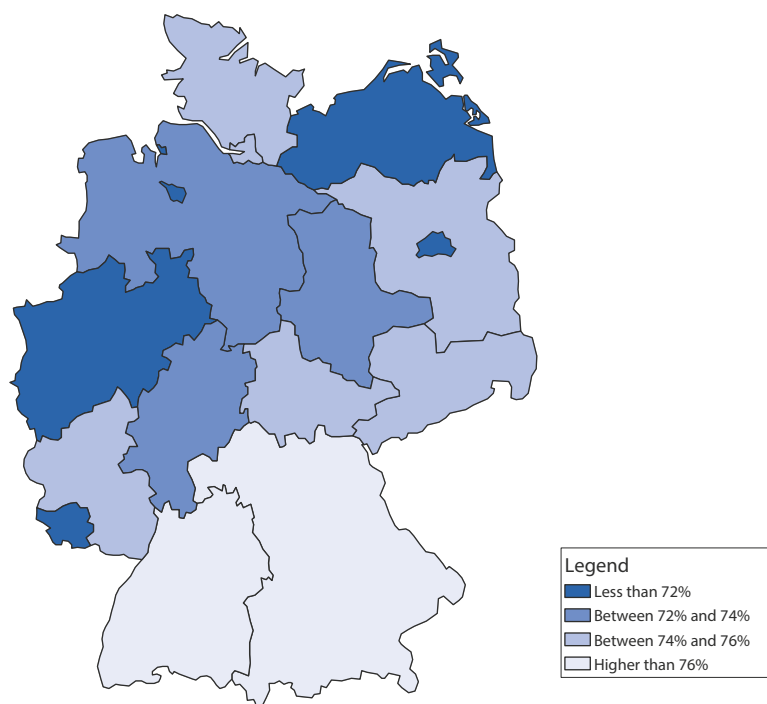 Legend
Less than 72%
Between 72% and 74%
Between 74% and 76%
Higher than 76%